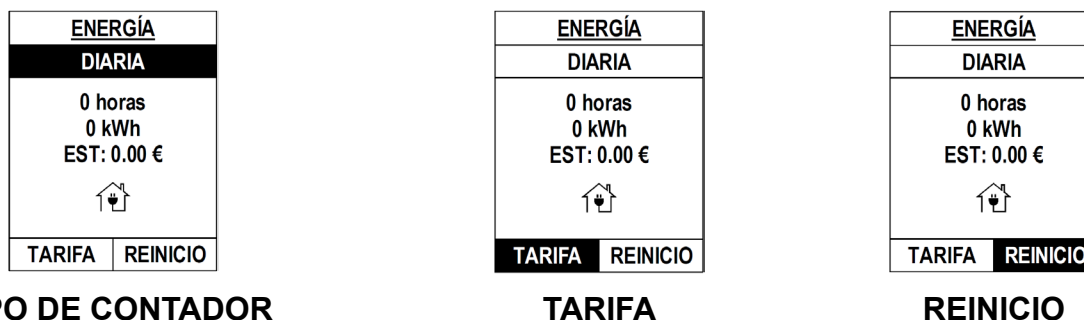 ENERGÍA
DIARIA
0 horas
0 kWh
EST: 0.00 €
TARIFA REINICIO
PO DE CONTADOR
ENERGÍA
DIARIA
0 horas
0 kWh
EST: 0.00 €
TARIFA REINICIO
TARIFA
ENERGÍA
DIARIA
0 horas
0 kWh
EST: 0.00 €
TARIFA REINICIO
REINICIO